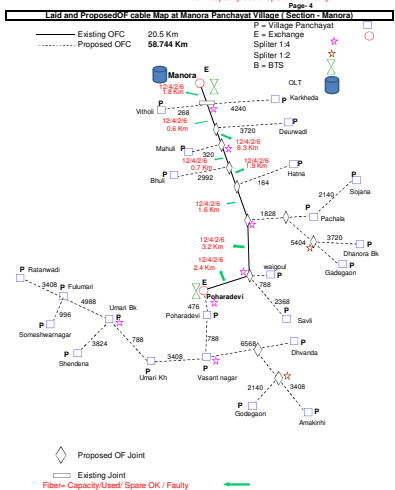 Page- 4
Laid and ProposedOF cable Map at Manora Panchayat Village ( Section - Manora)
Existing OFC 20.5 Km
Proposed OFC 58.744 Km
P = Village Panchayat
E = Exchange
Spliter 1:4
Spliter 1:2
B = BTS
OLT
E
Manora
12/4/2/6
1.8 Km
P
Vitholi
268
4240
P
Karkheda
12/4/2/6
0.6 Km
3720
P
Deurwadi
12/4/2/6
8.3 Km
P
Mahuli
320
12/4/2/6
0.7 Km
12/4/2/6
1.9 Km
P
Bhuli
2992
164
P
Hatna
12/4/2/6
1.6 Km
P
Sojana
2140
1828
P
Pachala
5404
3720
P
Dhanora Bk
P
Gadegaon
12/4/2/6
3.2 Km
12/4/2/6
2.4 Km
P
waigoul
788
2368
P
Savli
E
Poharadevi
476
P
Poharadevi
788
P
Ratanwadi
3408
P
Fulumari
4988
996
P
Someshwarnagar
Umari Bk
P
3824
P
Shendena
788
P
Umari Kh
3408
P
Vasant nagar
6568
P
Dhvanda
2140
3408
P
Godegaon
P
Amakinhi
Proposed OF Joint
Existing Joint
Fiber= Capacity/Used/ Spare OK / Faulty